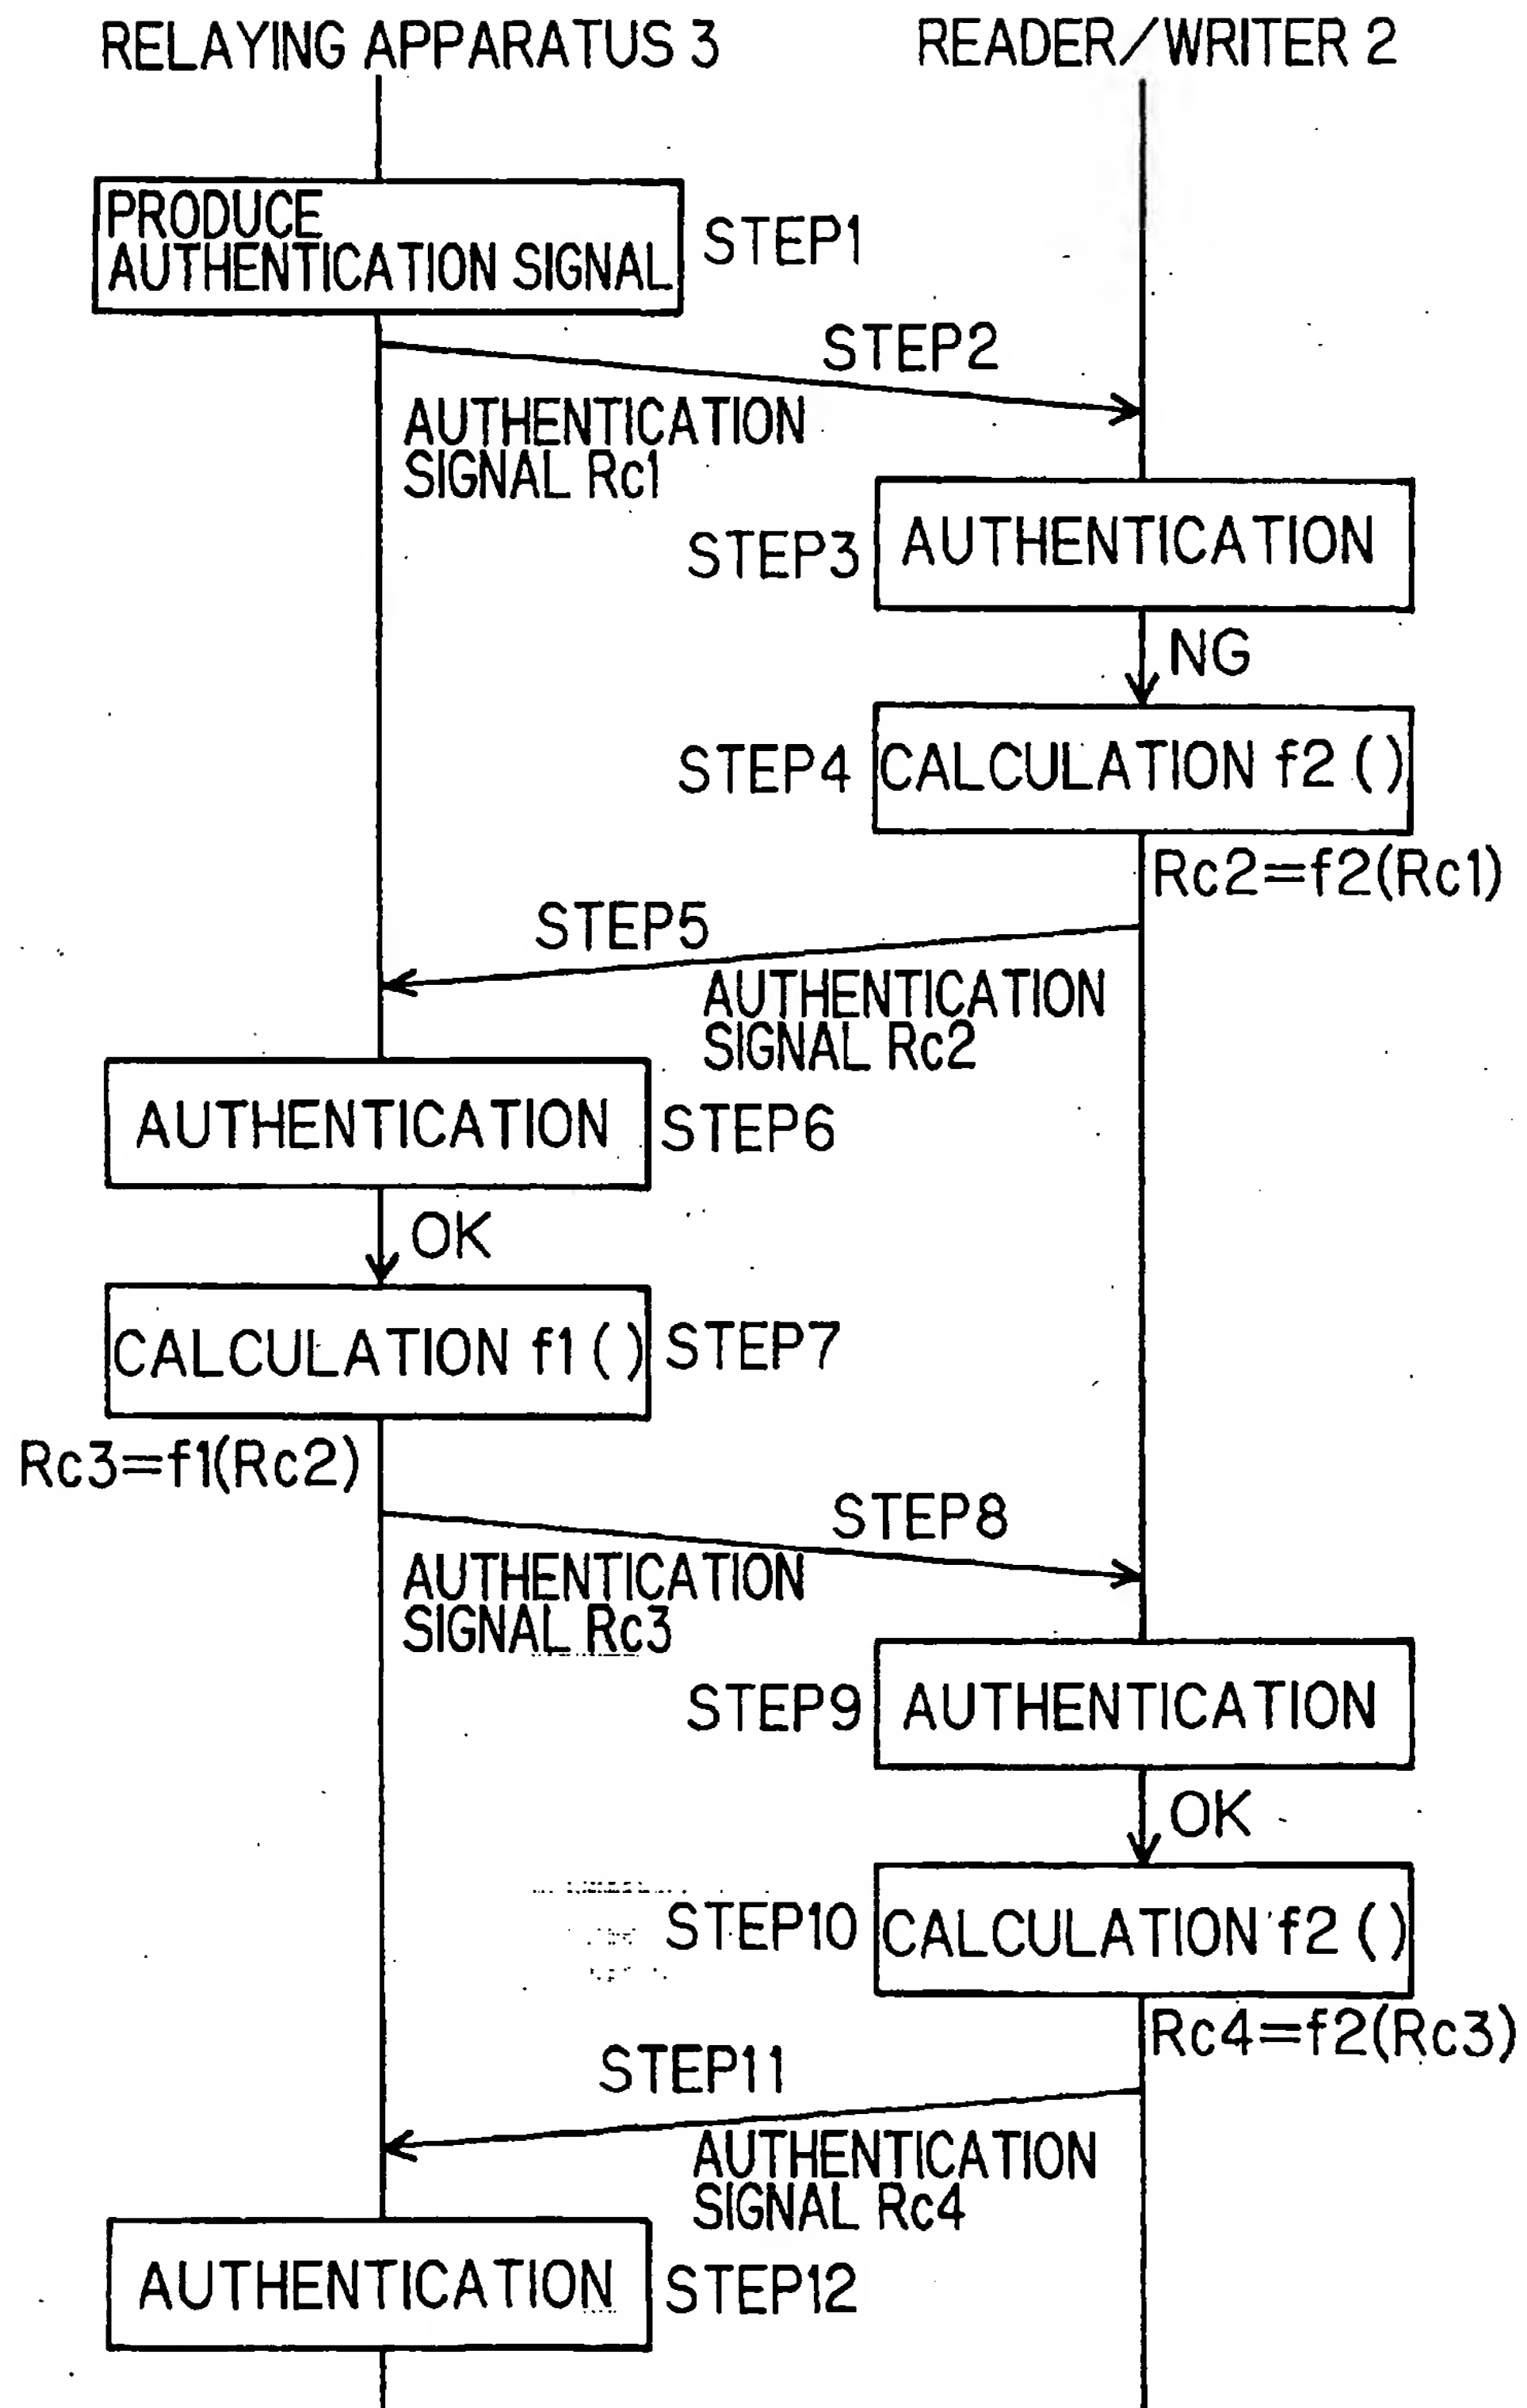 RELAYING APPARATUS 3
READER/WRITER 2
PRODUCE
AUTHENTICATION SIGNAL
STEP1
STEP2
AUTHENTICATION
SIGNAL Rc1
STEP3
AUTHENTICATION
NG
STEP4
CALCULATION f2 ()
Rc2=f2(Rc1)
STEP5
AUTHENTICATION
SIGNAL Rc2
AUTHENTICATION
STEP6
OK
CALCULATION f1 ()
STEP7
Rc3=f1(Rc2)
STEP8
AUTHENTICATION
SIGNAL Rc3
STEP9
AUTHENTICATION
OK
STEP10
CALCULATION f2 ()
Rc4=f2(Rc3)
STEP11
AUTHENTICATION
SIGNAL Rc4
AUTHENTICATION
STEP12